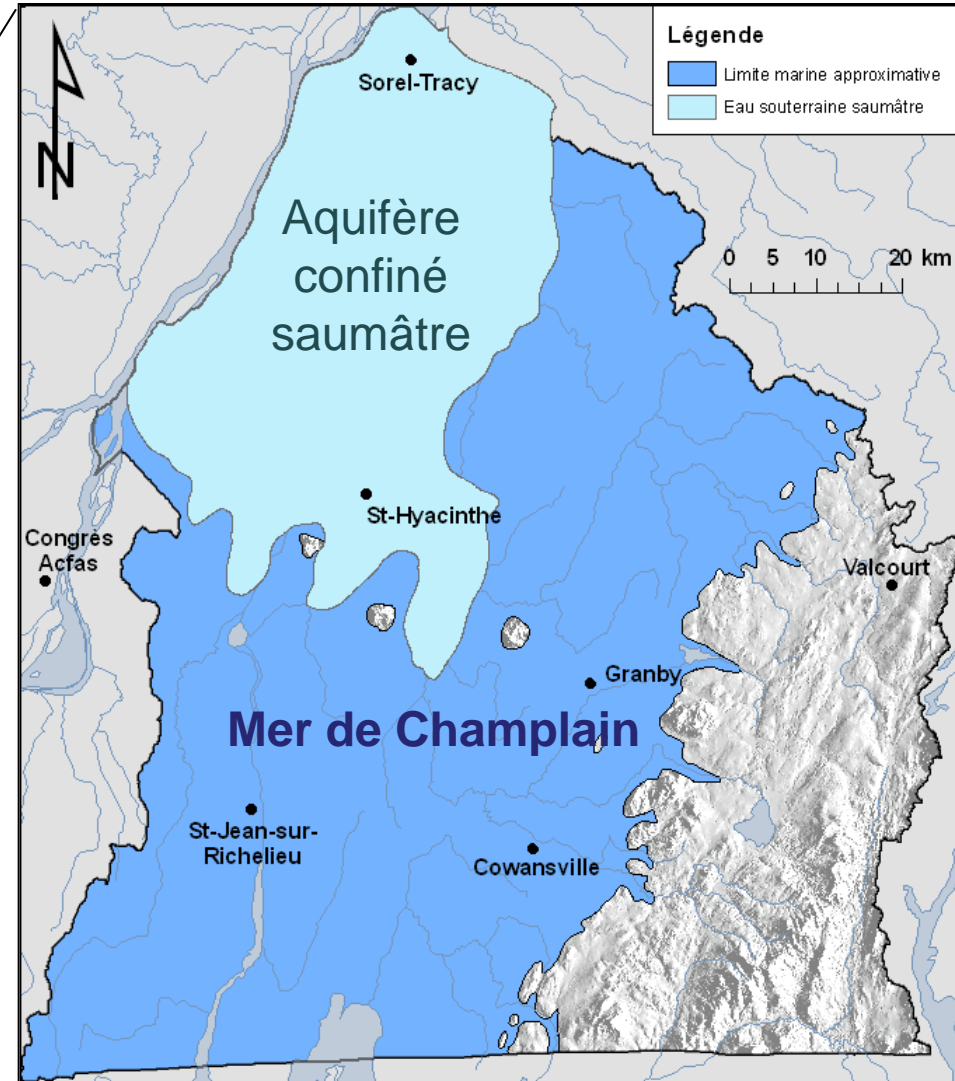 Légende
Limite marine approximative
Eau souterraine saumâtre
N
Sorel-Tracy
Aquifère
confiné
saumâtre
0 5 10 20 km
St-Hyacinthe
Congrès
Acfas
Valcourt
Granby
Mer de Champlain
St-Jean-sur-
Richelieu
Cowansville